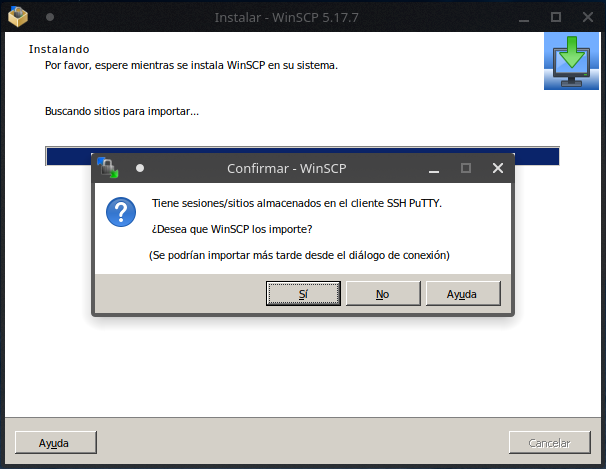 Instalar - WinSCP 5.17.7
Instalando
Por favor, espere mientras se instala WinSCP en su sistema.
Buscando sitios para importar...
Confirmar - WinSCP
Tiene sesiones/sitios almacenados en el cliente SSH PuTTY.
¿Desea que WinSCP los importe?
(Se podrían importar más tarde desde el diálogo de conexión)
Sí
No
Ayuda
Ayuda
Cancelar